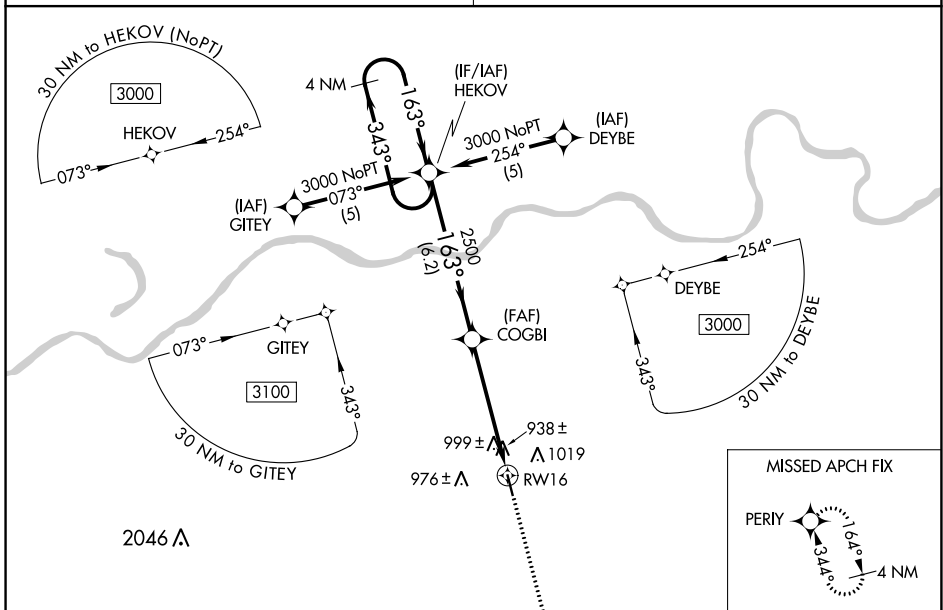 30 NM to HEKOV (NoPT)
3000
HEKOV
073°
254°
4 NM
343°
163°
(IF/IAF)
HEKOV
3000 NoPT
254°
(5)
(IAF)
DEYBE
3000 NoPT
073°
(5)
(IAF)
GITEY
2500
163°
(6.2)
(FAF)
COGBI
073°
GITEY
3100
343°
30 NM to GITEY
254°
DEYBE
3000
343°
30 NM to DEYBE
999 ±
938 ±
1019
976 ±
RW16
2046
MISSED APCH FIX
PERIY
164°
344°
4 NM